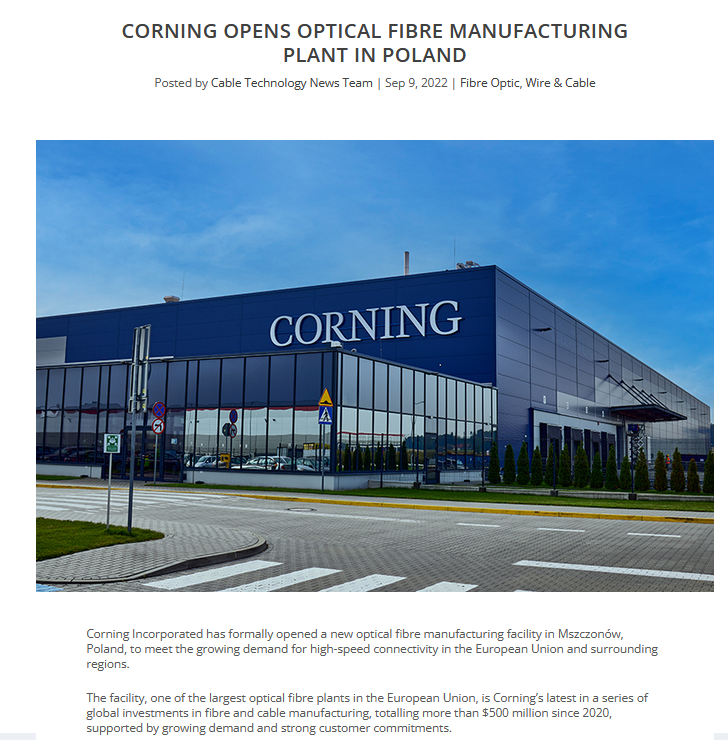 CORNING OPENS OPTICAL FIBRE MANUFACTURING
PLANT IN POLAND
Posted by Cable Technology News Team | Sep 9, 2022 | Fibre Optic, Wire & Cable
CORNING
Corning Incorporated has formally opened a new optical fibre manufacturing facility in Mszczonów,
Poland, to meet the growing demand for high-speed connectivity in the European Union and surrounding
regions.
The facility, one of the largest optical fibre plants in the European Union, is Corning’s latest in a series of
global investments in fibre and cable manufacturing, totalling more than $500 million since 2020,
supported by growing demand and strong customer commitments.